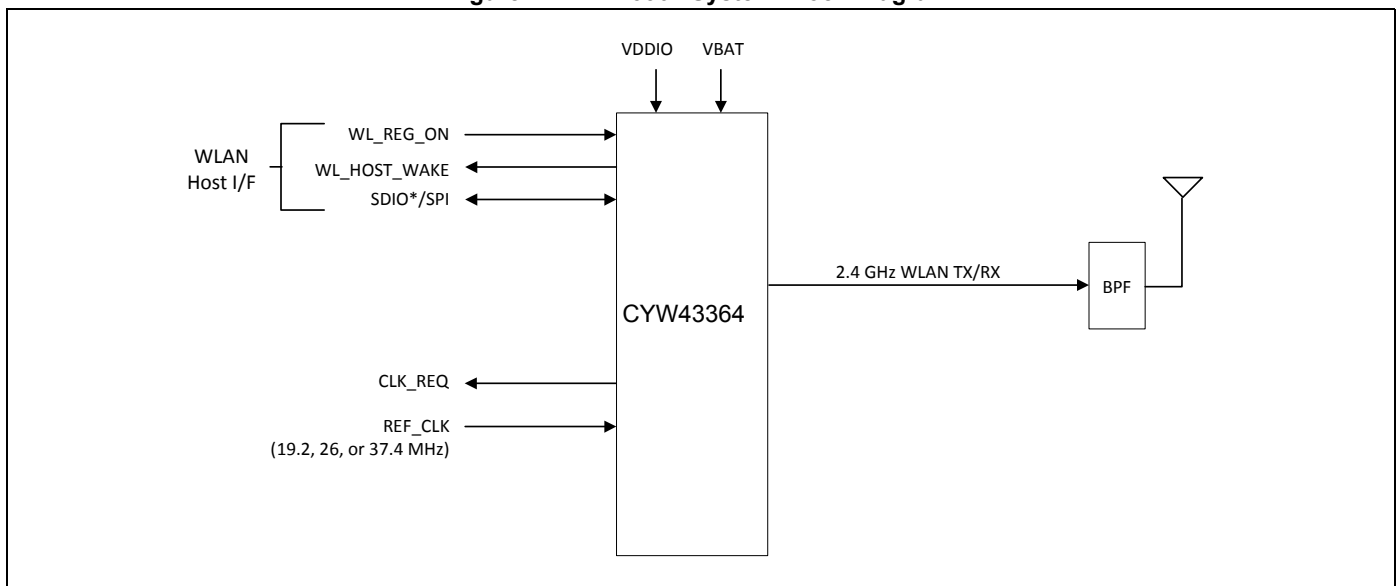 VDDIO VBAT
WL_REG_ON
WLAN
Host I/F
WL_HOST_WAKE
SDIO*/SPI
2.4 GHz WLAN TX/RX
BPF
CYW43364
CLK_REQ
REF_CLK
(19.2, 26, or 37.4 MHz)